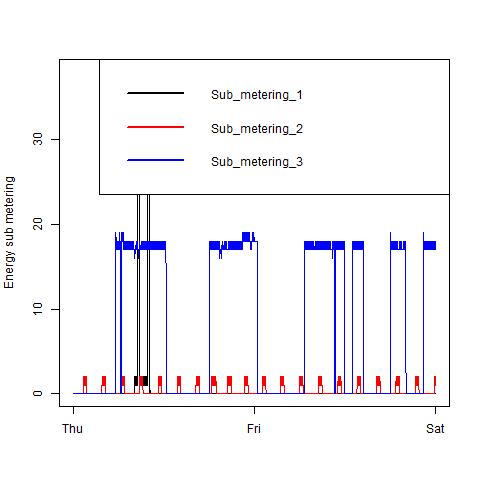 Sub_metering_1
Sub_metering_2
Sub_metering_3
Energy sub metering
30
20
10
0
Thu
Fri
Sat